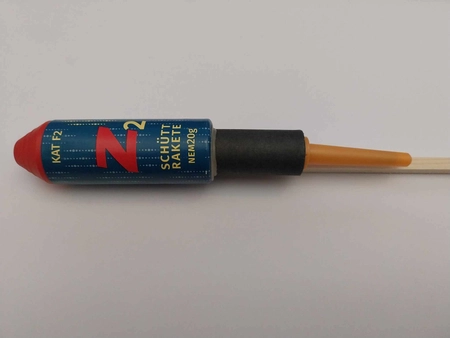 KAT F2
Z2
SCHÜTT
RAKETE
NEM20g